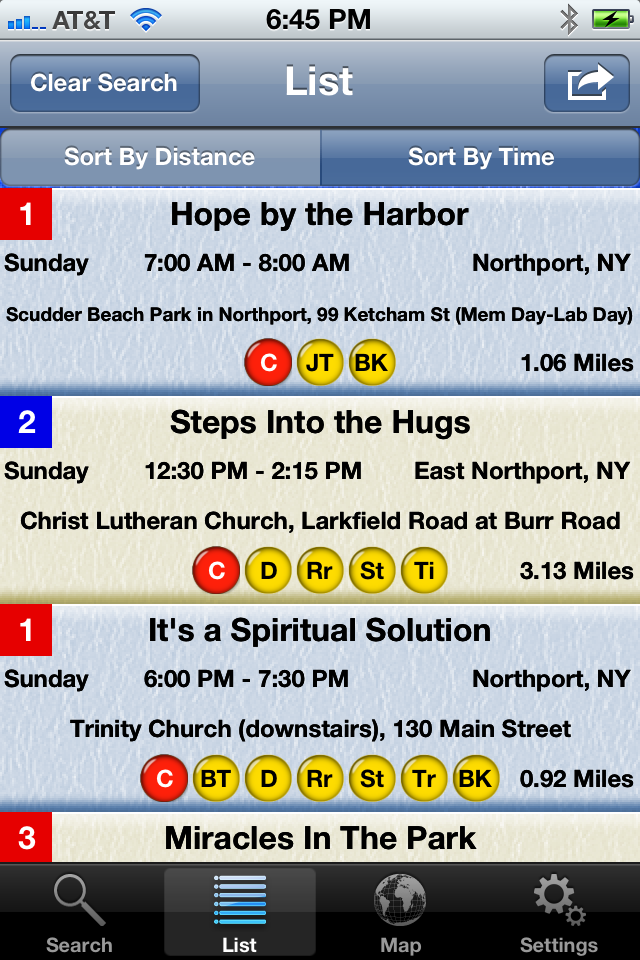 AT&T 6:45 PM
Clear Search List
Sort By Distance Sort By Time
1 Hope by the Harbor
Sunday 7:00 AM - 8:00 AM Northport, NY
Scudder Beach Park in Northport, 99 Ketcham St (Mem Day-Lab Day)
C JT BK 1.06 Miles
2 Steps Into the Hugs
Sunday 12:30 PM - 2:15 PM East Northport, NY
Christ Lutheran Church, Larkfield Road at Burr Road
C D Rr St Ti 3.13 Miles
1 It's a Spiritual Solution
Sunday 6:00 PM - 7:30 PM Northport, NY
Trinity Church (downstairs), 130 Main Street
C BT D Rr St Tr BK 0.92 Miles
3 Miracles In The Park
Search List Map Settings